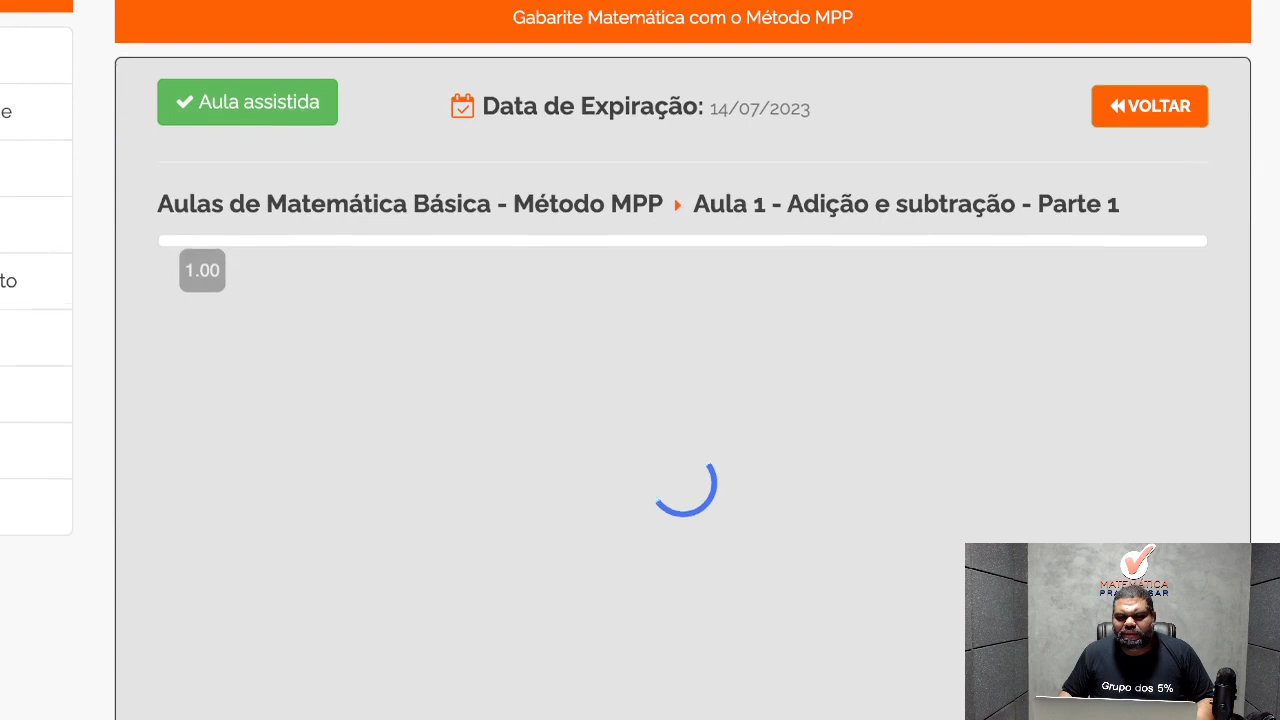 Gabarite Matemática com o Método MPP
e
Aula assistida
Data de Expiração: 14/07/2023
VOLTAR
Aulas de Matemática Básica - Método MPP
Aula 1 - Adição e subtração - Parte 1
1.00
to
MATEMÁTICA
Grupo dos 5%